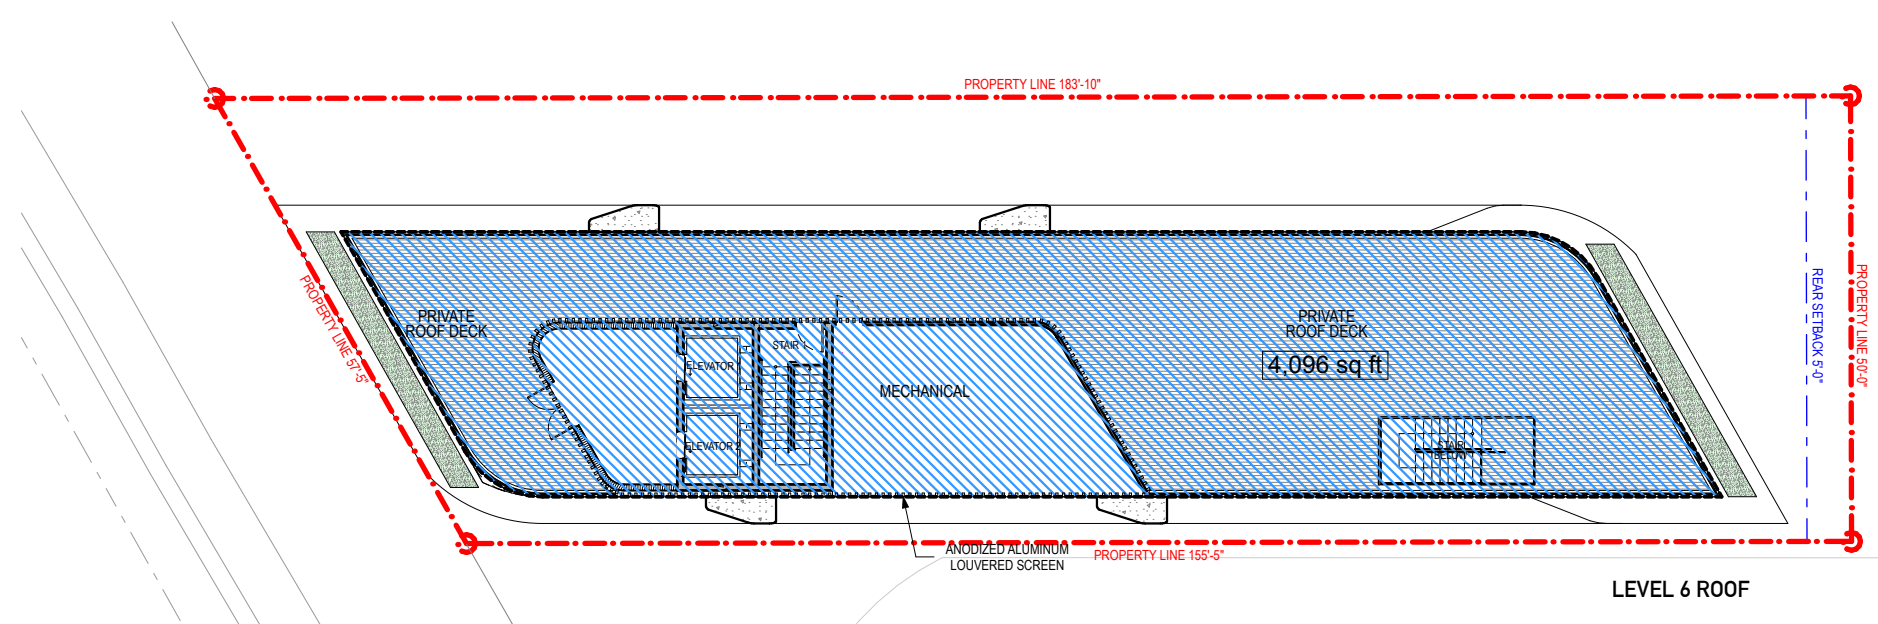 PROPERTY LINE 183'-10"
PROPERTY LINE 57'-5"
PRIVATE
ROOF DECK
ELEVATOR
STAIR 1
ELEVATOR 2
MECHANICAL
PRIVATE
ROOF DECK
4,096 sq ft
STAIR
BELOW
REAR SETBACK 5'-0"
PROPERTY LINE 50'-0"
ANODIZED ALUMINUM
LOUVERED SCREEN
PROPERTY LINE 155'-5"
LEVEL 6 ROOF